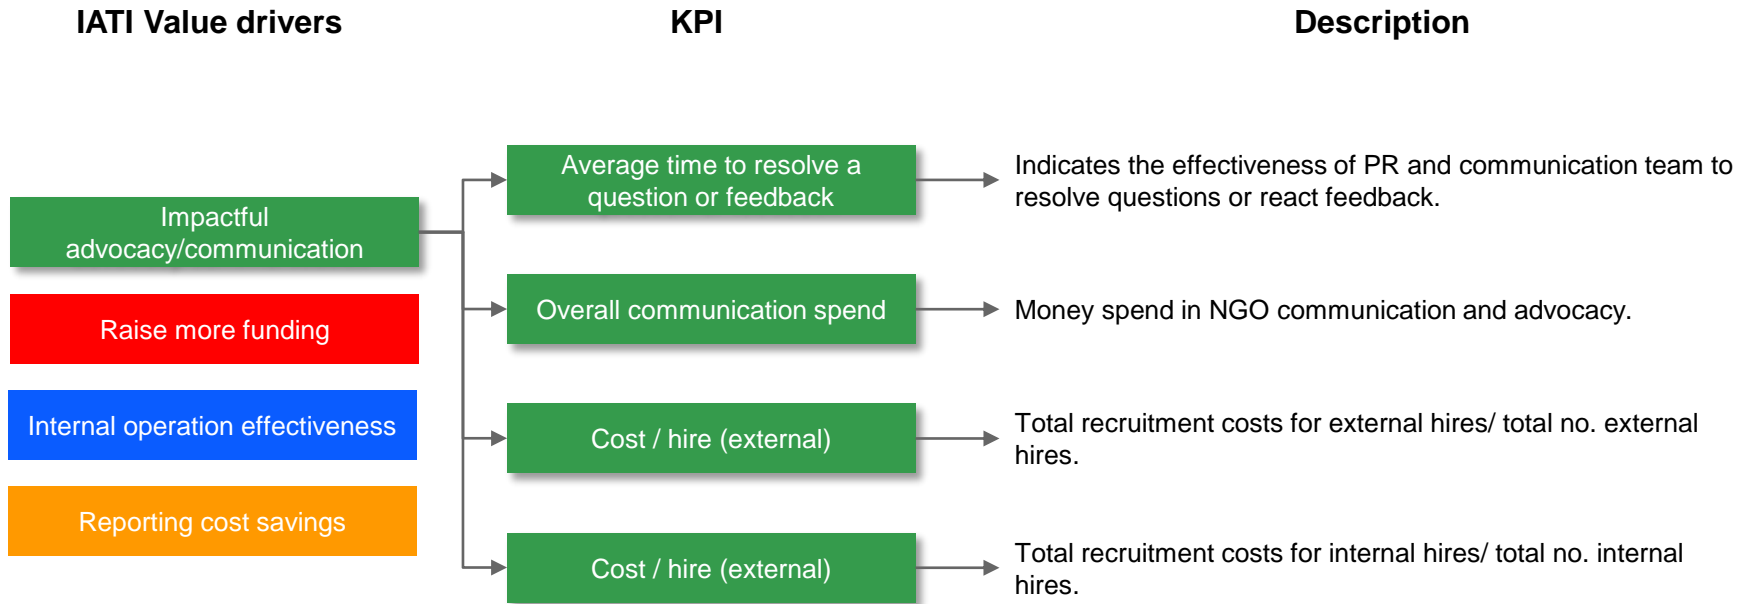 IATI Value drivers
KPI
Description
Impactful
advocacy/communication
Raise more funding
Internal operation effectiveness
Reporting cost savings
Average time to resolve a
question or feedback
Indicates the effectiveness of PR and communication team to
resolve questions or react feedback.
Overall communication spend
Money spend in NGO communication and advocacy.
Cost / hire (external)
Total recruitment costs for external hires/ total no. external
hires.
Cost / hire (external)
Total recruitment costs for internal hires/ total no. internal
hires.